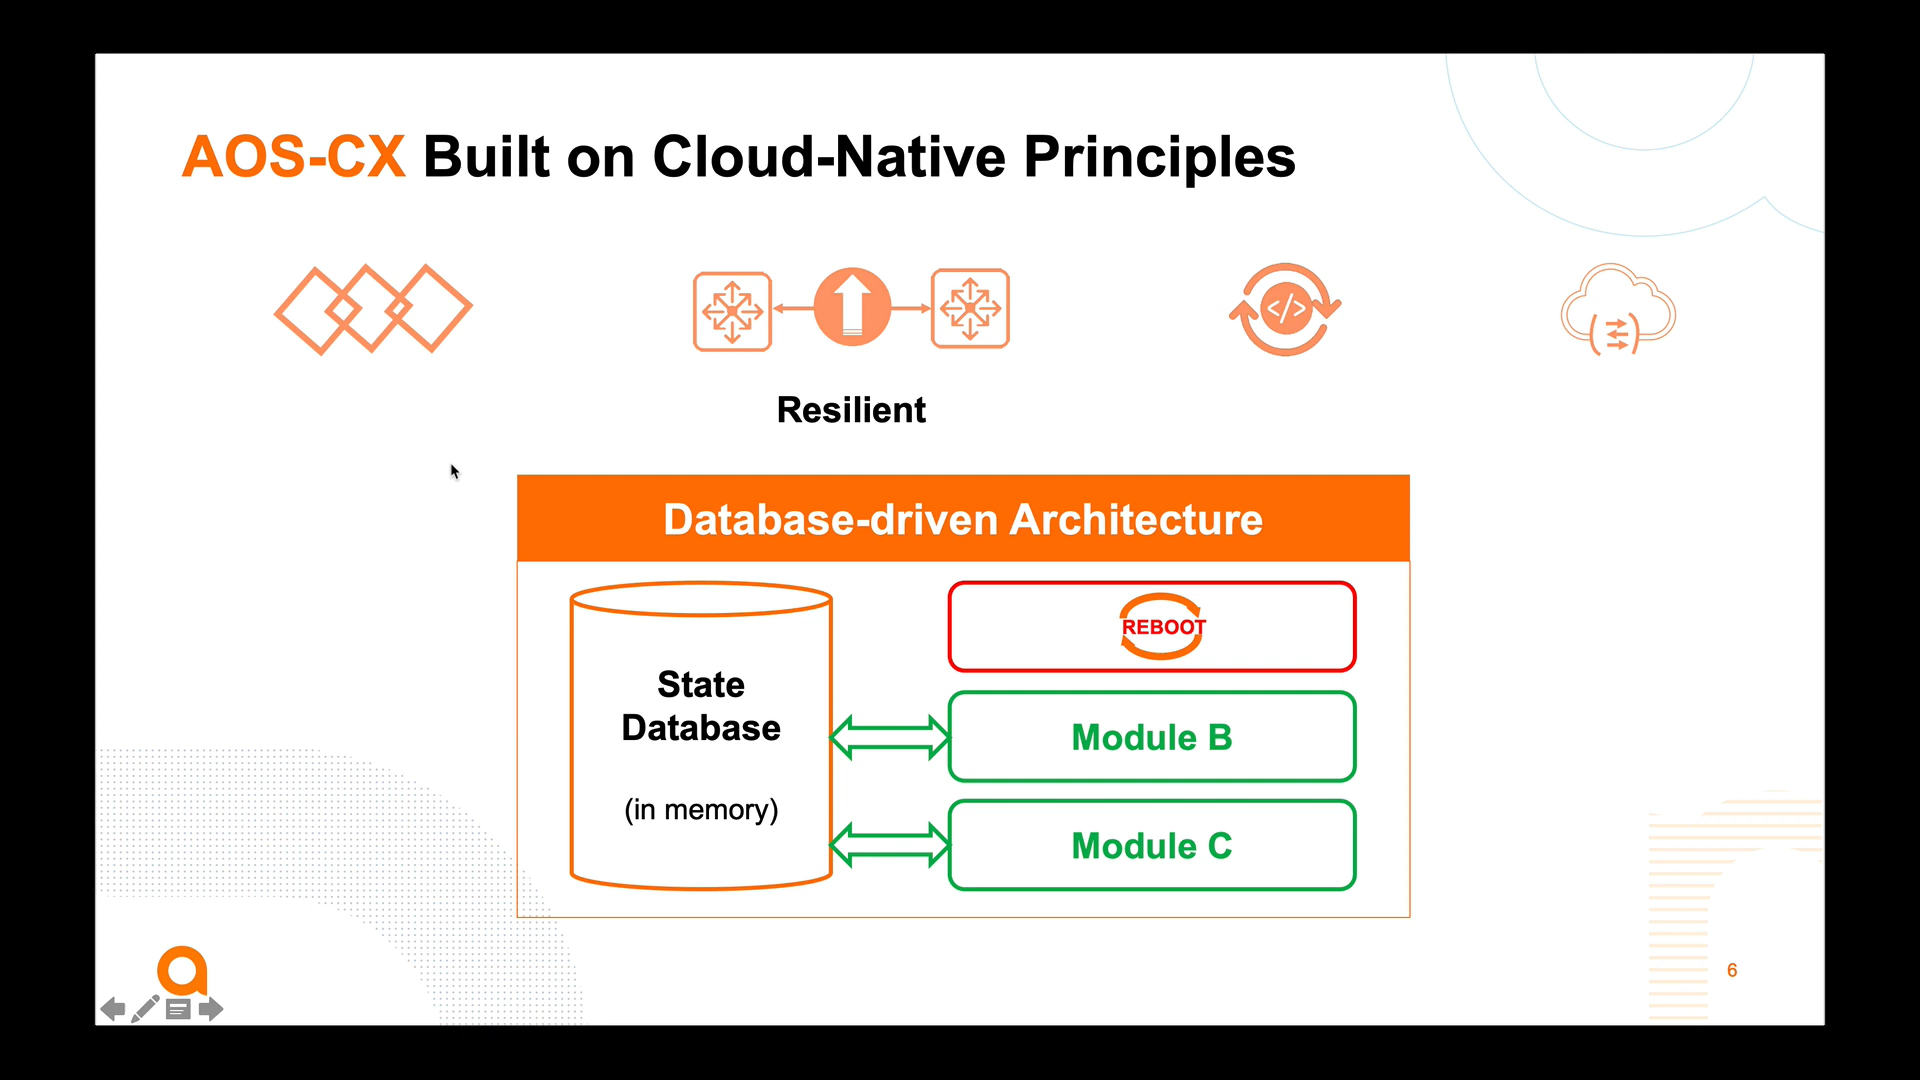 AOS-CX Built on Cloud-Native Principles
</>
Resilient
Database-driven Architecture
State
Database
(in memory)
REBOOT
Module B
Module C
6